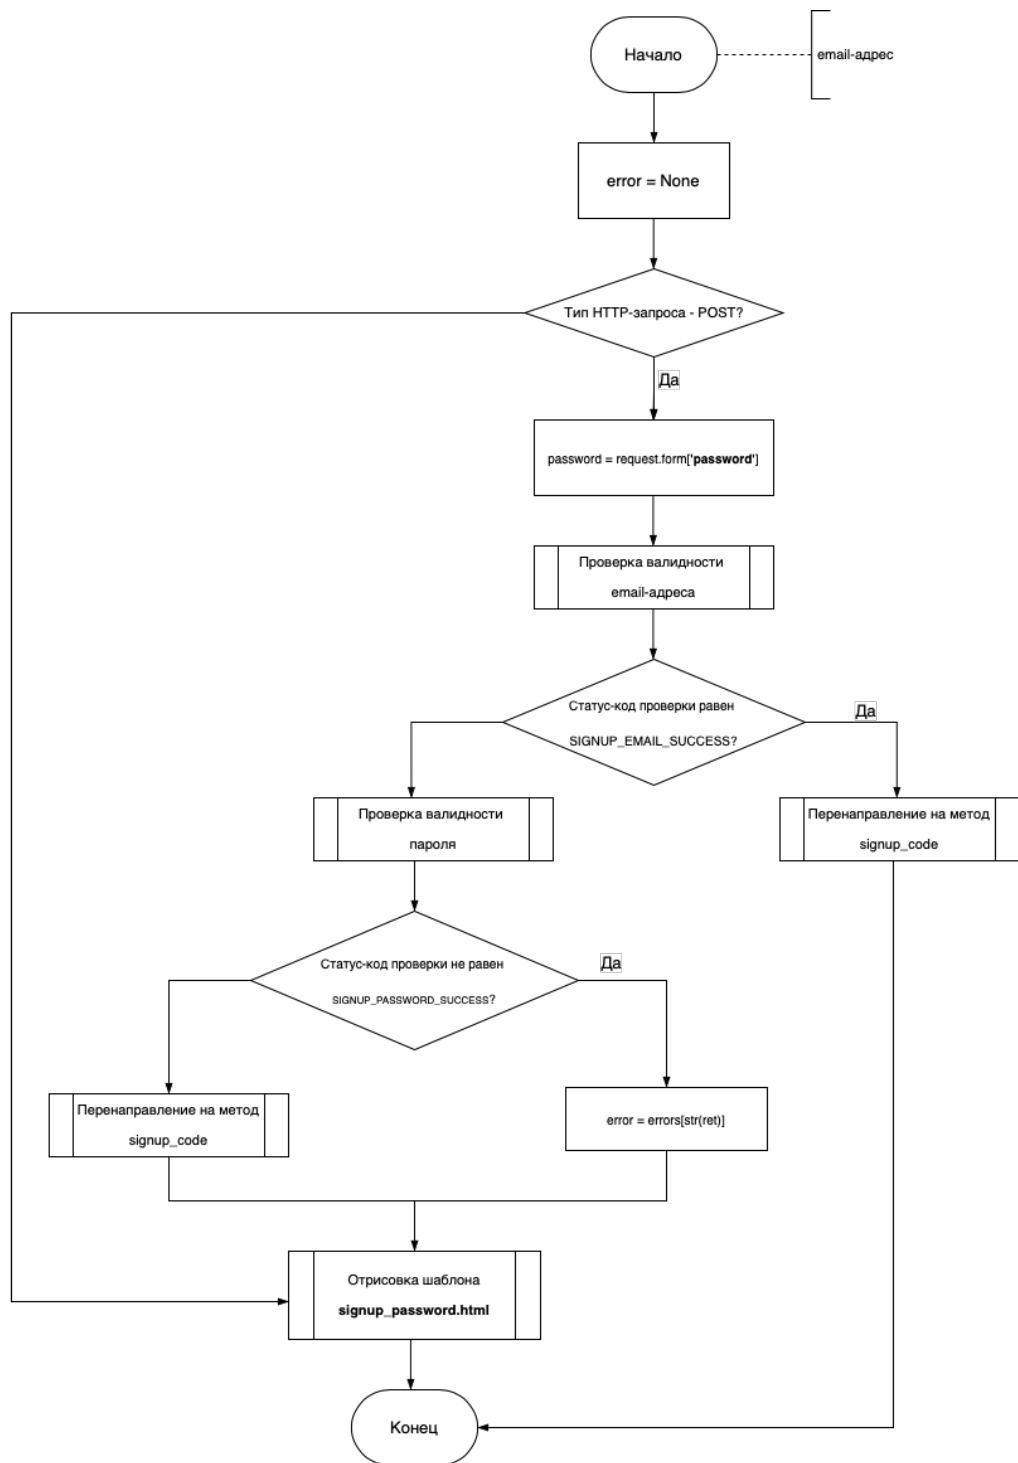 Начало
email-адрес
error = None
Тип HTTP-запроса - POST?
Да
password = request.form['password']
Проверка валидности
email-адреса
Статус-код проверки равен
SIGNUP_EMAIL_SUCCESS?
Да
Проверка валидности
пароля
Перенаправление на метод
signup_code
Статус-код проверки не равен
SIGNUP_PASSWORD_SUCCESS?
Да
Перенаправление на метод
signup_code
error = errors[str(ret)]
Отрисовка шаблона
signup_password.html
Конец